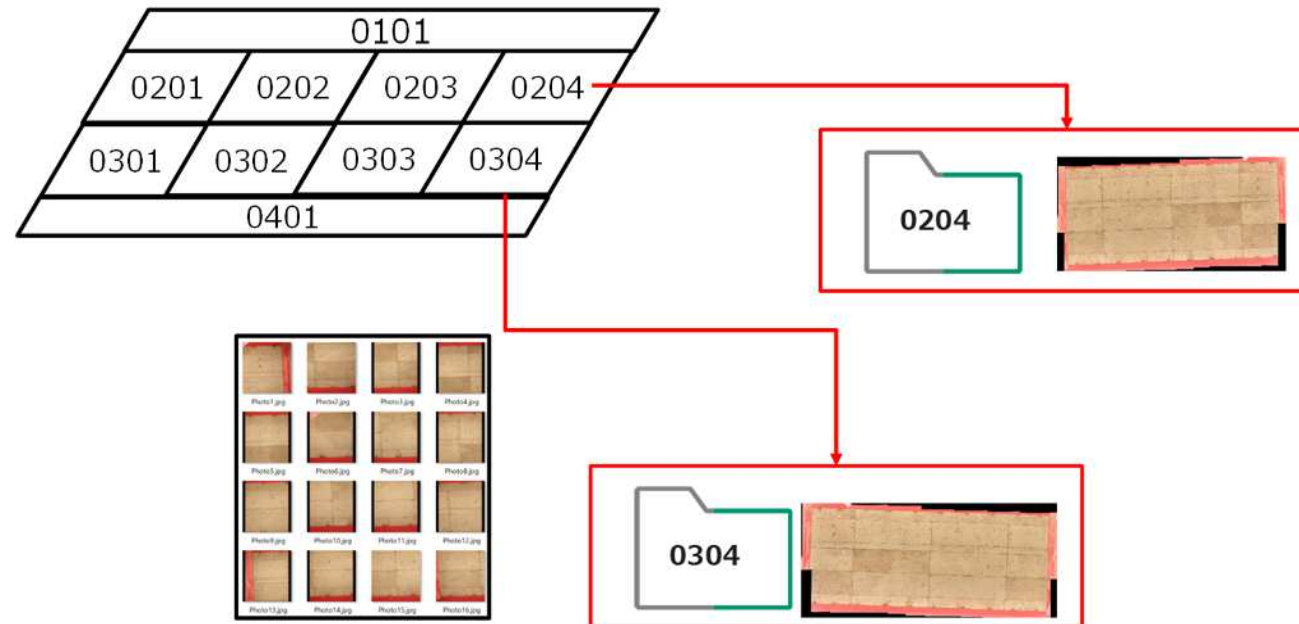 0101
0201 0202 0203 0204
0301 0302 0303 0304
0401
0204
Photo1.jpg Photo2.jpg Photo3.jpg Photo4.jpg
Photo5.jpg Photo6.jpg Photo7.jpg Photo8.jpg
Photo9.jpg Photo10.jpg Photo11.jpg Photo12.jpg
Photo13.jpg Photo14.jpg Photo15.jpg Photo16.jpg
0304